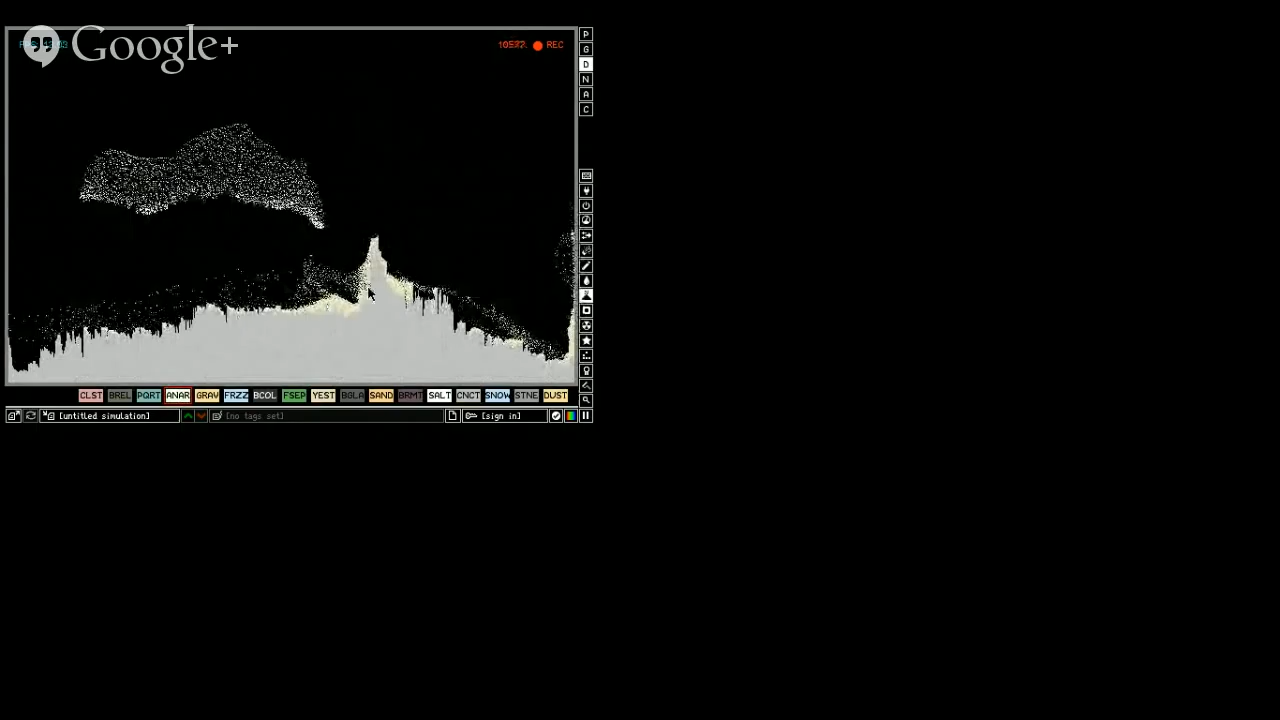 Google+
REC
P
G
D
N
A
C
CLST BREL PQRT ANAR GRAV FRZZ BCOL FSEP YEST BGLA SAND BRMT SALT CNCT SNOW STNE DUST
[untitled simulation] [no tags set] [sign in]